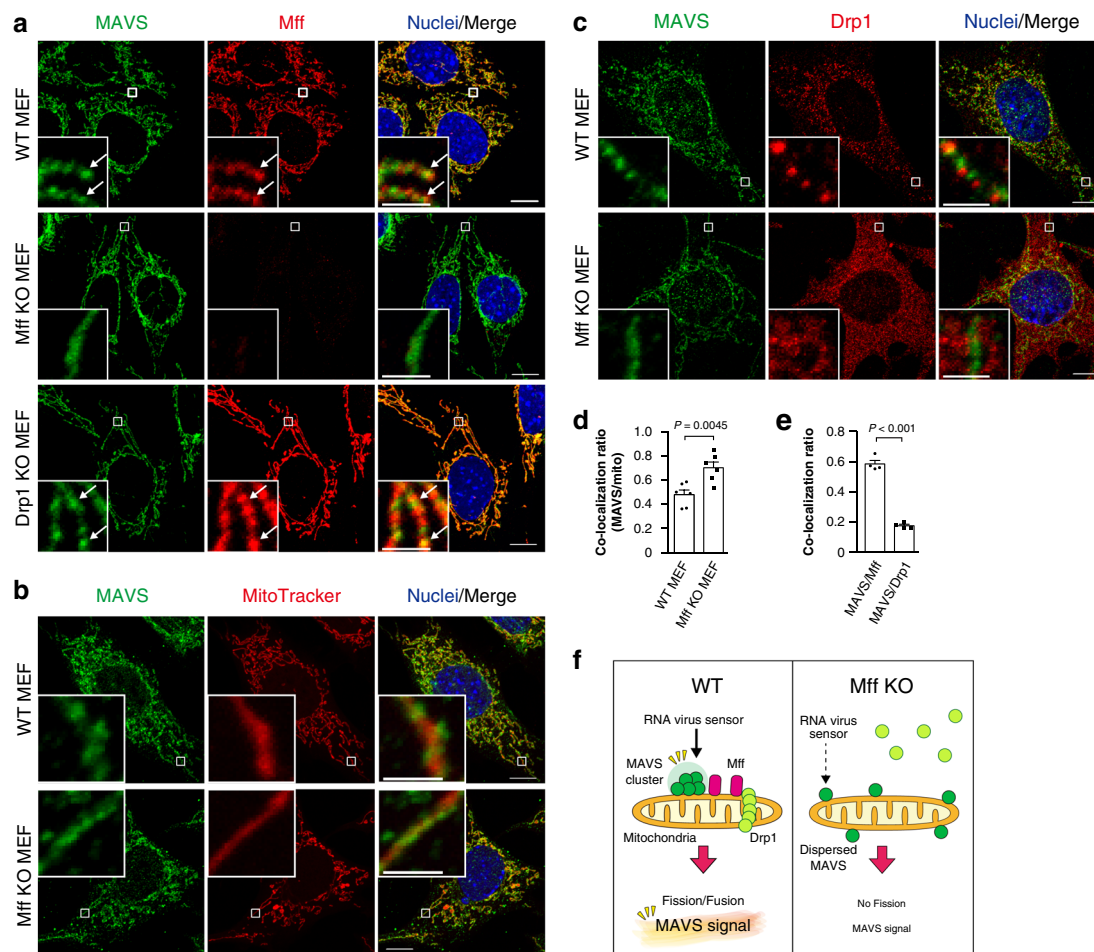 a
MAVS Mff Nuclei/Merge
WT MEF
Mff KO MEF
Drp1 KO MEF
b
MAVS MitoTracker Nuclei/Merge
WT MEF
Mff KO MEF
c
MAVS Drp1 Nuclei/Merge
WT MEF
Mff KO MEF
d
P = 0.0045
Co-localization ratio
(MAVS/mito)
1.0
0.8
0.6
0.4
0.2
0
WT MEF
Mff KO MEF
e
P < 0.001
Co-localization ratio
0.8
0.6
0.4
0.2
0
MAVS/Mff
MAVS/Drp1
f
WT
RNA virus sensor
MAVS
cluster
Mff
Mitochondria
Drp1
Fission/Fusion
MAVS signal
Mff KO
RNA virus
sensor
Dispersed
MAVS
No Fission
MAVS signal